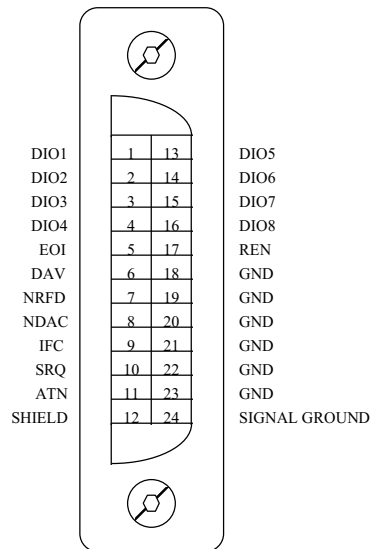 DIO1 1 13 DIO5
DIO2 2 14 DIO6
DIO3 3 15 DIO7
DIO4 4 16 DIO8
EOI 5 17 REN
DAV 6 18 GND
NRFD 7 19 GND
NDAC 8 20 GND
IFC 9 21 GND
SRQ 10 22 GND
ATN 11 23 GND
SHIELD 12 24 SIGNAL GROUND